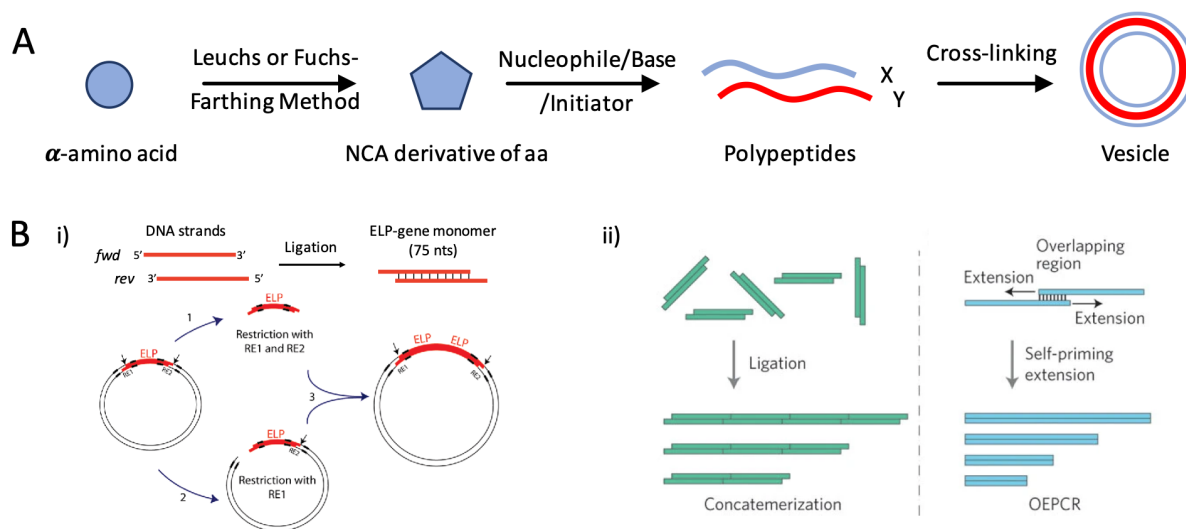 A
Leuchs or Fuchs-
Farthing Method
Nucleophile/Base
/Initiator
Cross-linking
X
Y
α-amino acid
NCA derivative of aa
Polypeptides
Vesicle
B
i)
DNA strands
fwd 5’ 3’
rev 3’ 5’
Ligation
ELP-gene monomer
(75 nts)
1
ELP
Restriction with
RE1 and RE2
ELP
RE1
RE2
2
ELP
RE2
Restriction with
RE1
3
ELP ELP
RE1
RE2
ii)
Ligation
Concatemerization
Overlapping
region
Extension
Extension
Self-priming
extension
OEPCR